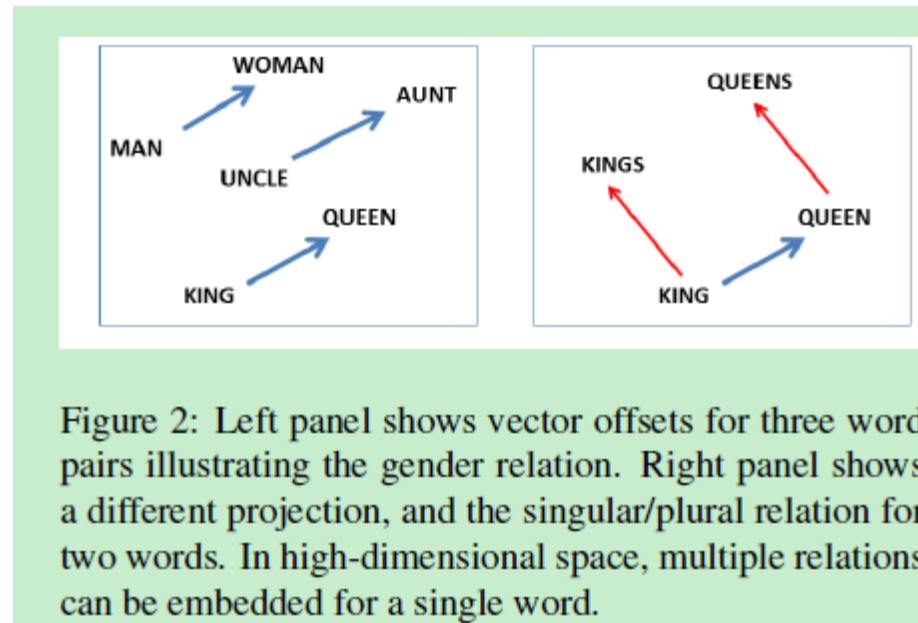 WOMAN
AUNT
MAN
UNCLE
QUEEN
KING
QUEENS
KINGS
QUEEN
KING
Figure 2: Left panel shows vector offsets for three word
pairs illustrating the gender relation. Right panel shows
a different projection, and the singular/plural relation for
two words. In high-dimensional space, multiple relations
can be embedded for a single word.